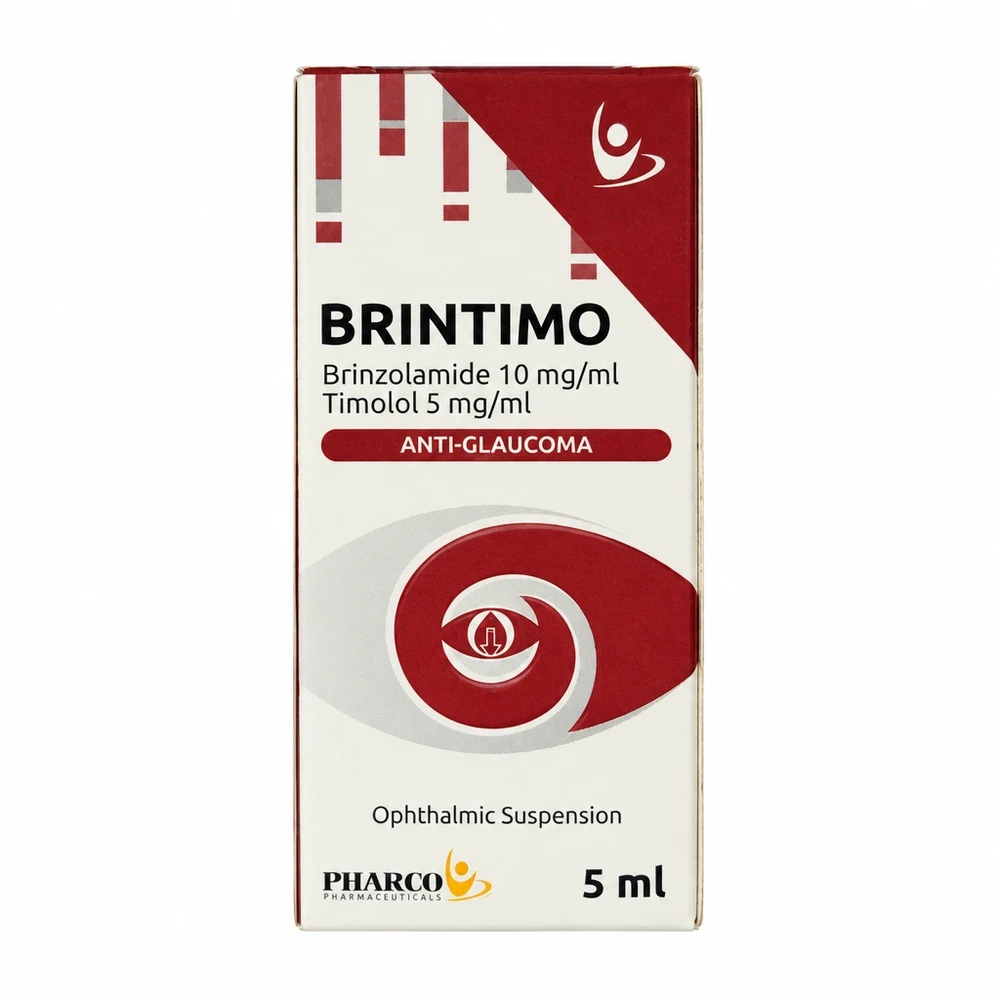 BRINTIMO
Brinzolamide 10 mg/ml
Timolol 5 mg/ml
ANTI-GLAUCOMA
Ophthalmic Suspension
PHARCO
PHARMACEUTICALS
5 ml